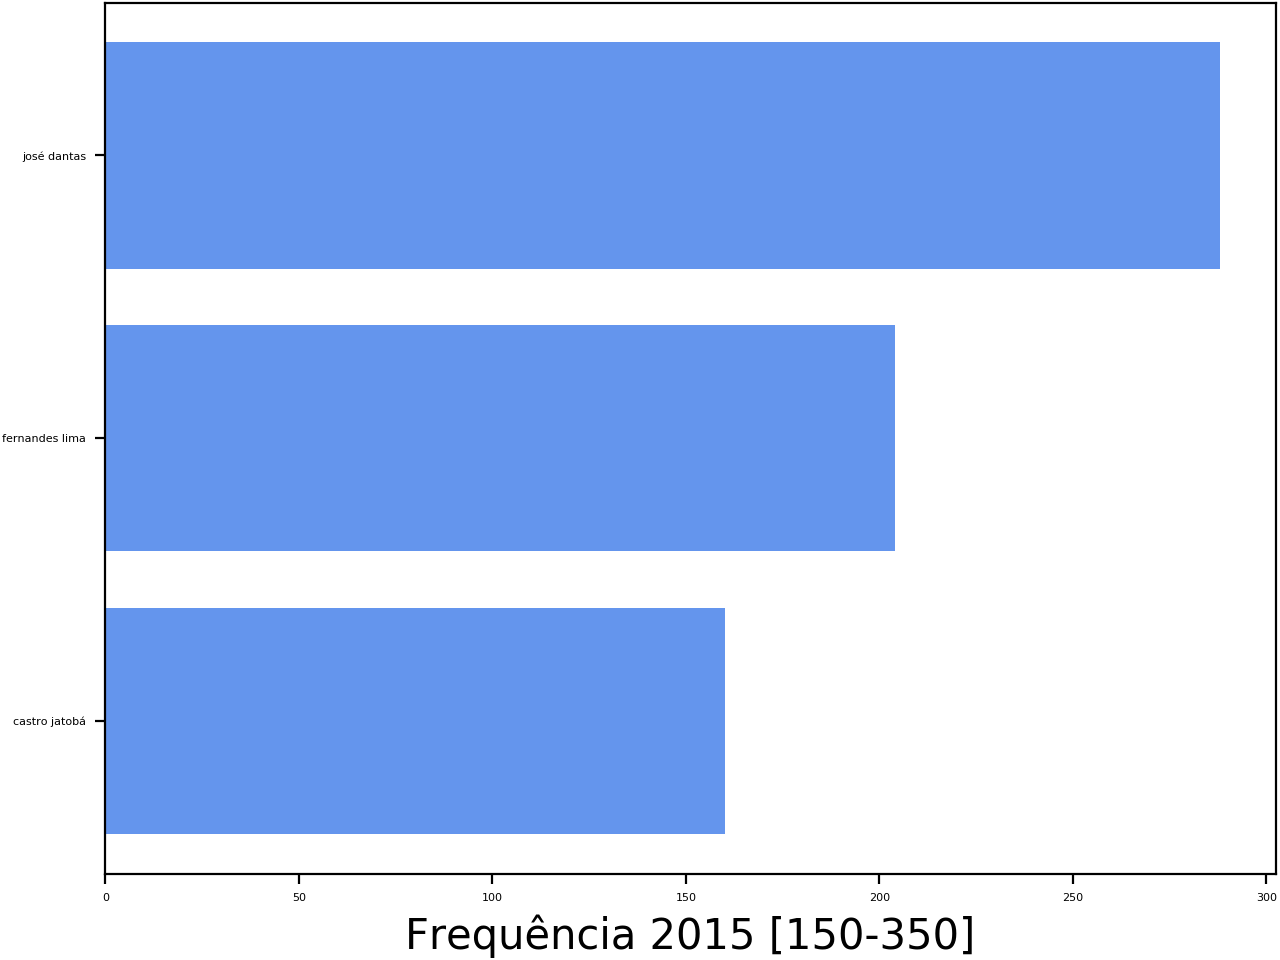 josé dantas
fernandes lima
castro jatobá
0 50 100 150 200 250 300
Frequência 2015 [150-350]